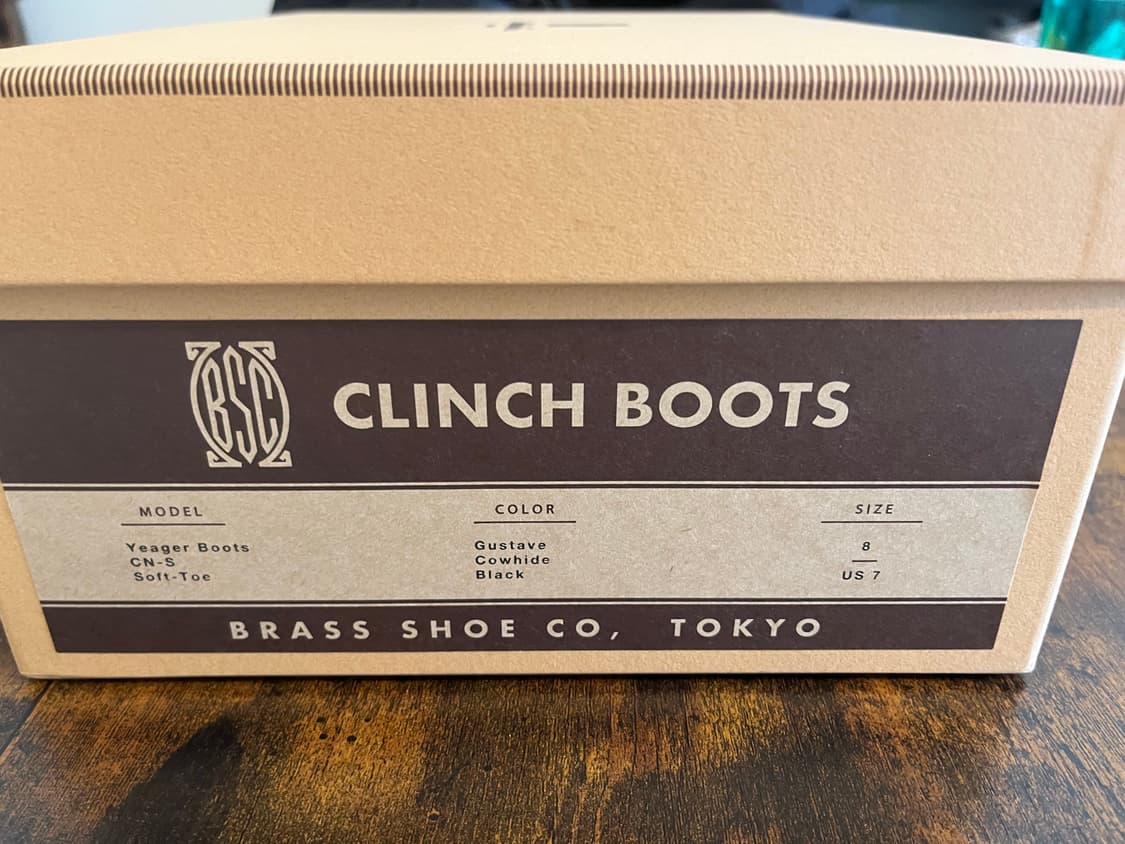 BSC
CLINCH BOOTS
MODEL
Yeager Boots
CN-S
Soft-Toe
COLOR
Gustave
Cowhide
Black
SIZE
8
US 7
BRASS SHOE CO, TOKYO